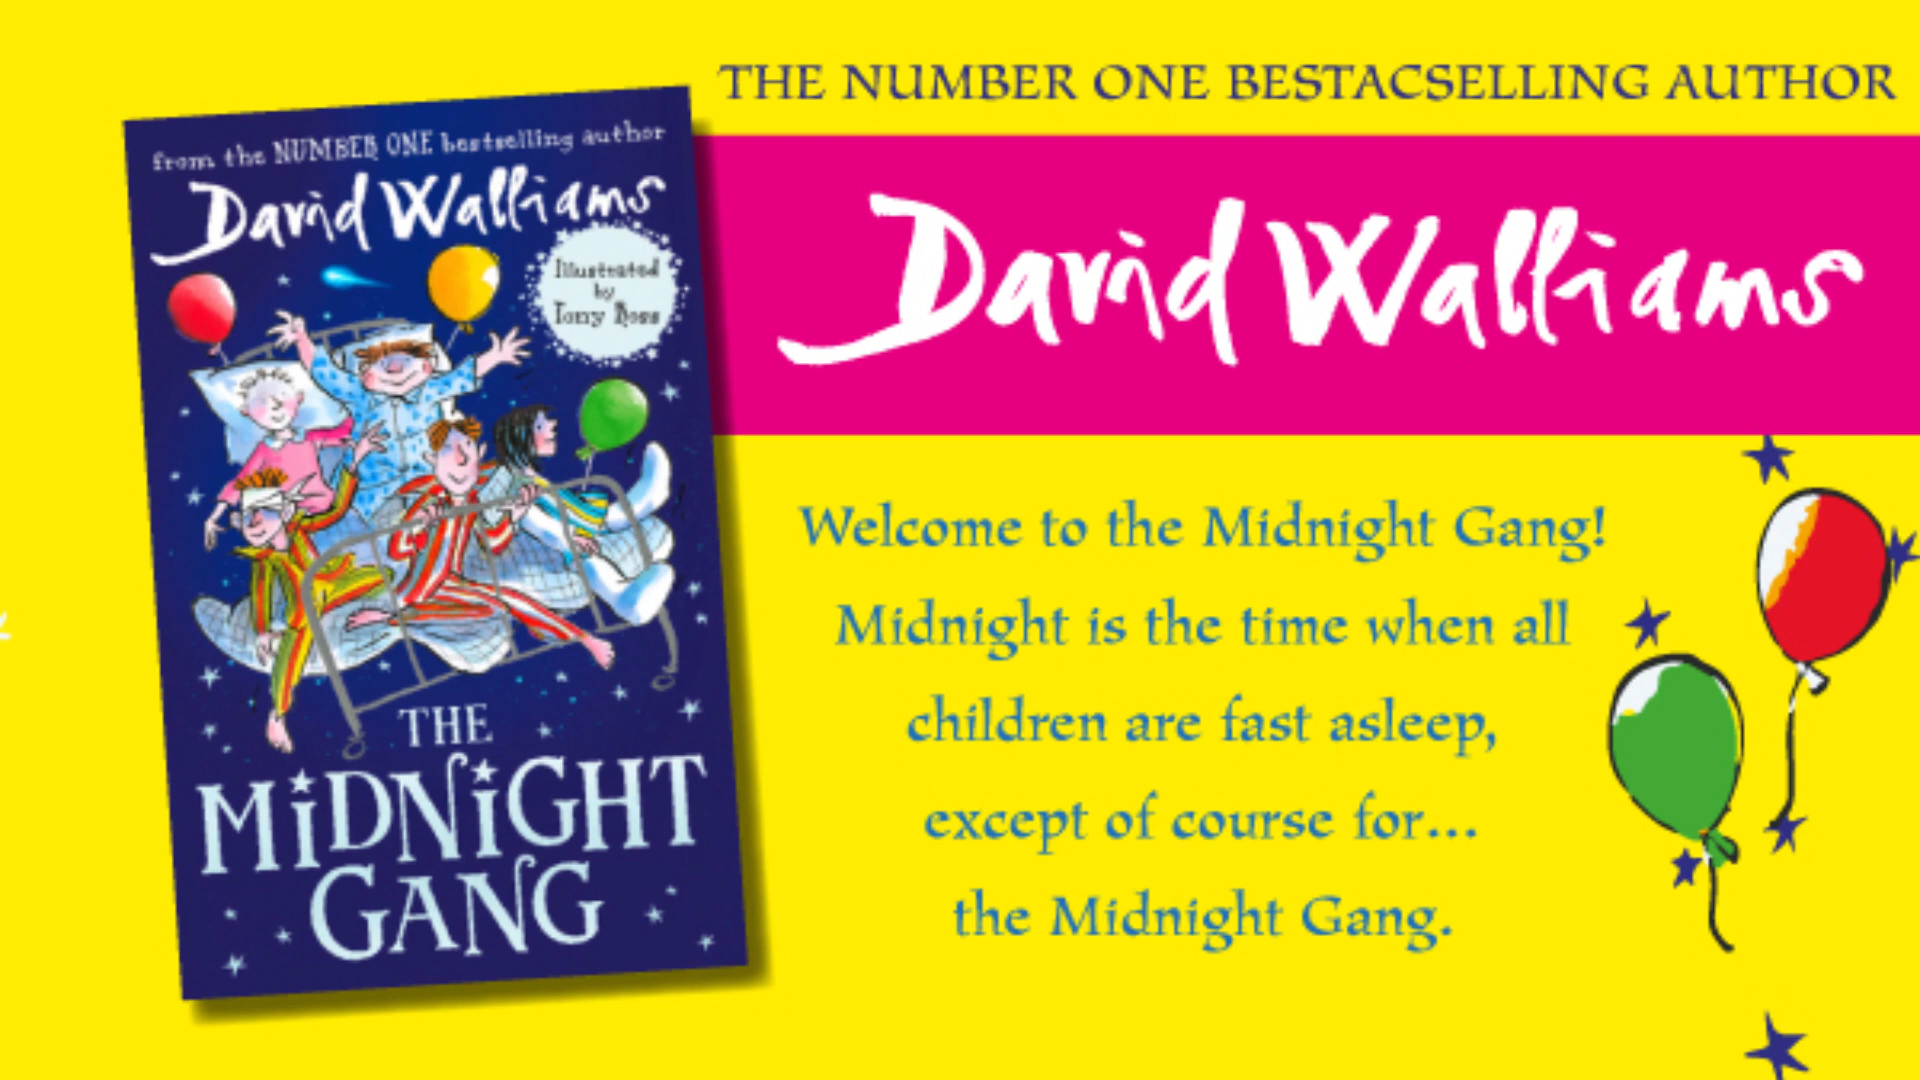 from the NUMBER ONE bestselling author
David Walliams
Illustrated
by
Tony Ross
THE
MiDNiGHT
GANG
THE NUMBER ONE BESTACSELLING AUTHOR
David Walliams
Welcome to the Midnight Gang!
Midnight is the time when all
children are fast asleep,
except of course for...
the Midnight Gang.